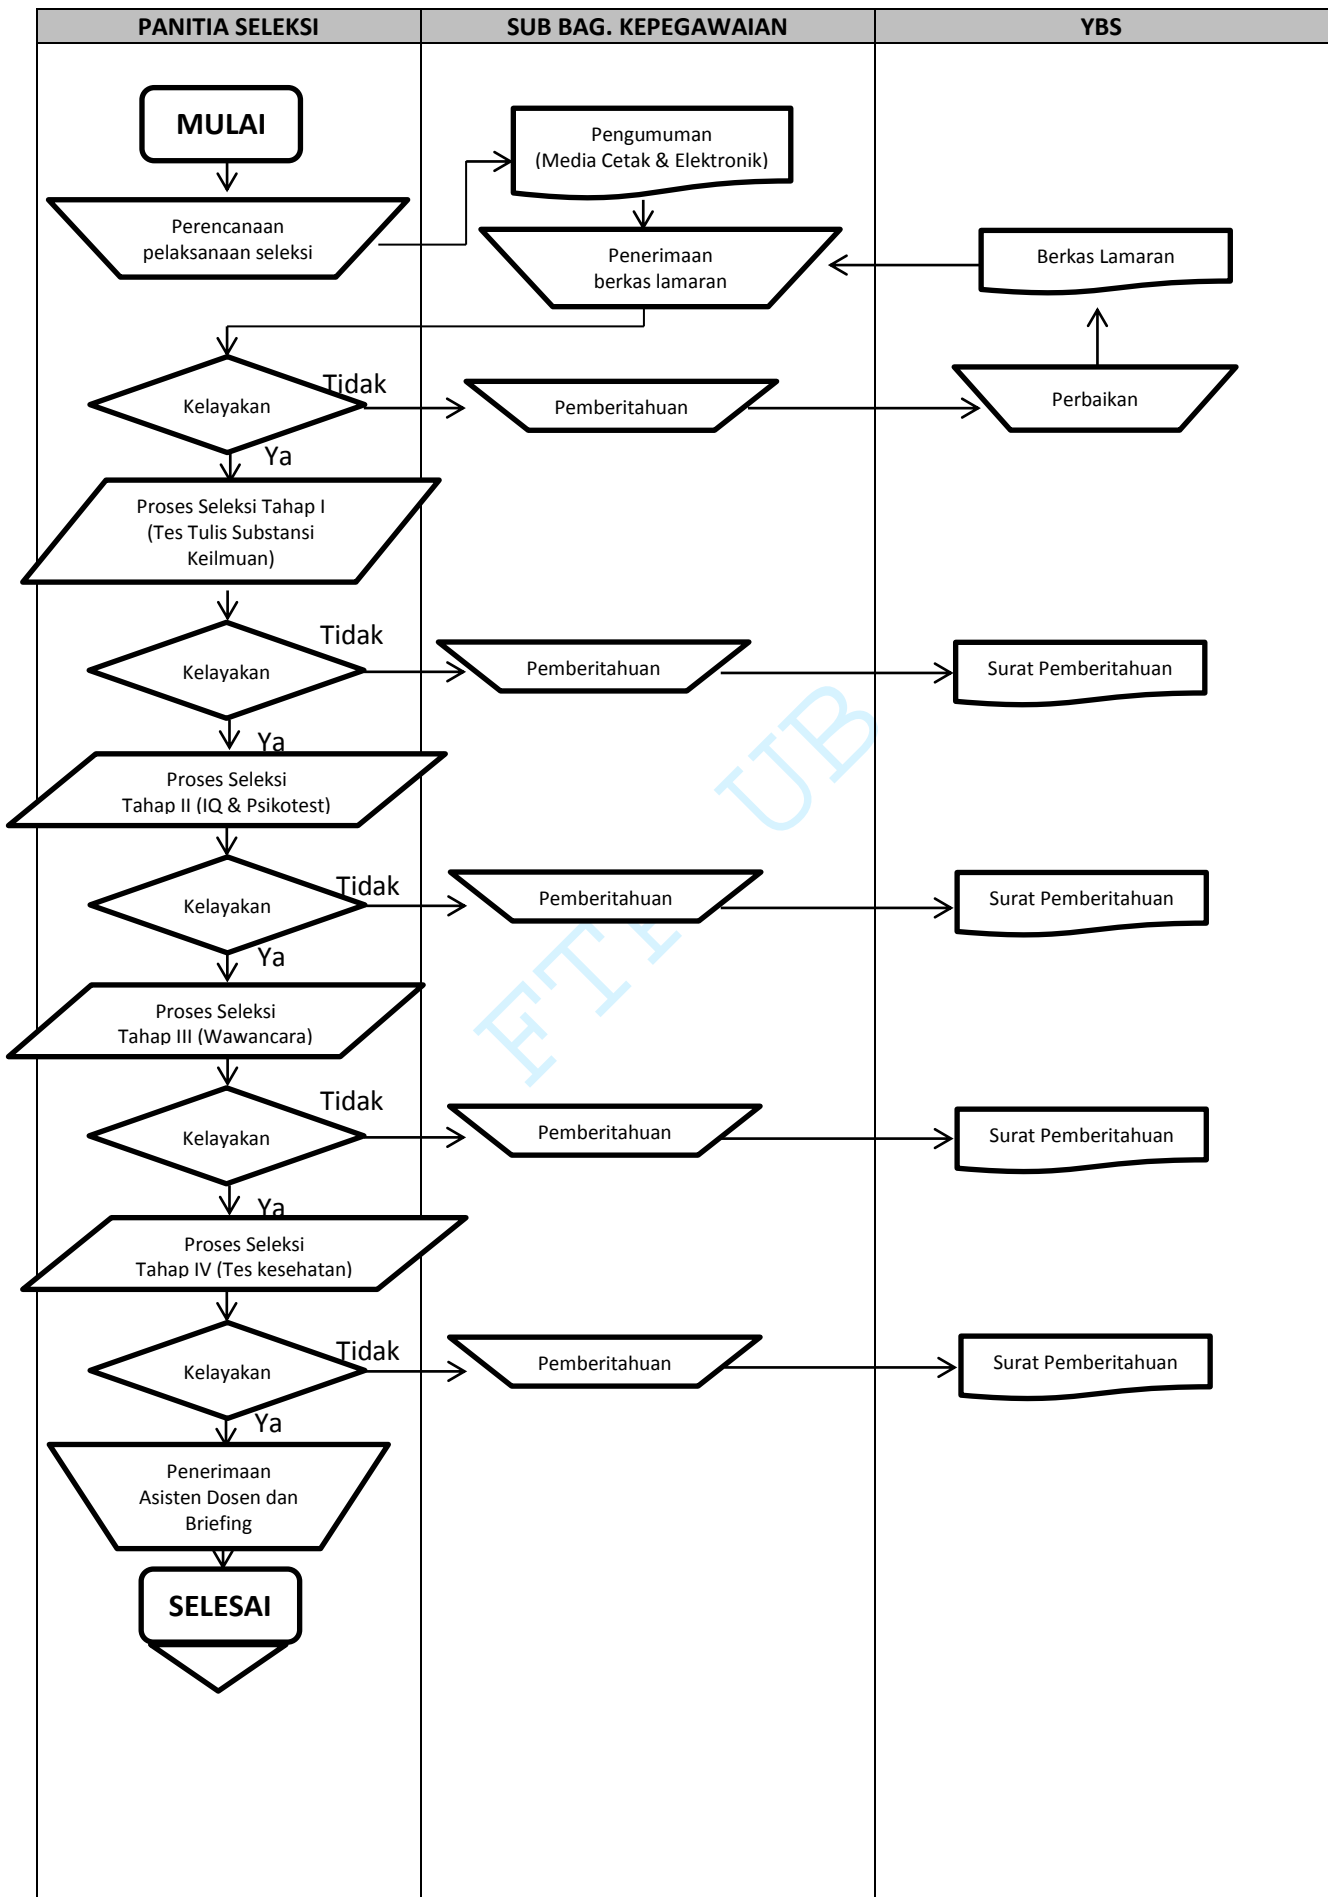 PANITIA SELEKSI
SUB BAG. KEPEGAWAIAN
YBS
MULAI
Pengumuman
(Media Cetak & Elektronik)
Perencanaan
pelaksanaan seleksi
Penerimaan
berkas lamaran
Berkas Lamaran
Kelayakan
Tidak
Pemberitahuan
Perbaikan
Ya
Proses Seleksi Tahap I
(Tes Tulis Substansi
Keilmuan)
Kelayakan
Tidak
Pemberitahuan
Surat Pemberitahuan
Ya
Proses Seleksi
Tahap II (IQ & Psikotest)
Kelayakan
Tidak
Pemberitahuan
Surat Pemberitahuan
Ya
Proses Seleksi
Tahap III (Wawancara)
Kelayakan
Tidak
Pemberitahuan
Surat Pemberitahuan
Ya
Proses Seleksi
Tahap IV (Tes kesehatan)
Kelayakan
Tidak
Pemberitahuan
Surat Pemberitahuan
Ya
Penerimaan
Asisten Dosen dan
Briefing
SELESAI
UB